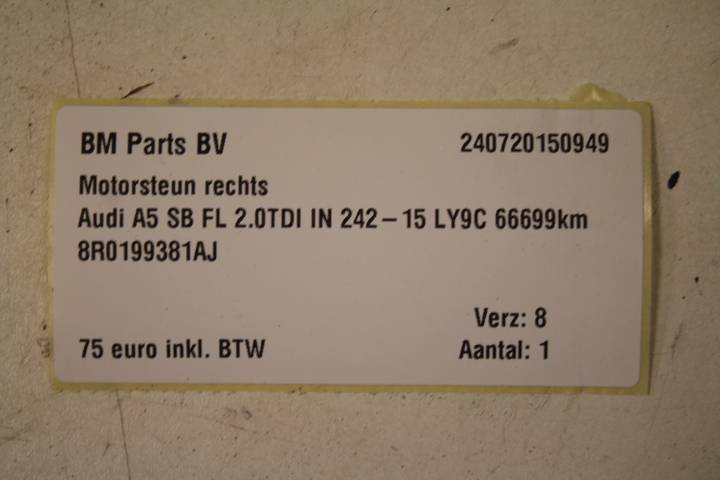 BM Parts BV 240720150949
Motorsteun rechts
Audi A5 SB FL 2.0TDI IN 242-15 LY9C 66699km
8R0199381AJ
Verz: 8
75 euro inkl. BTW Aantal: 1